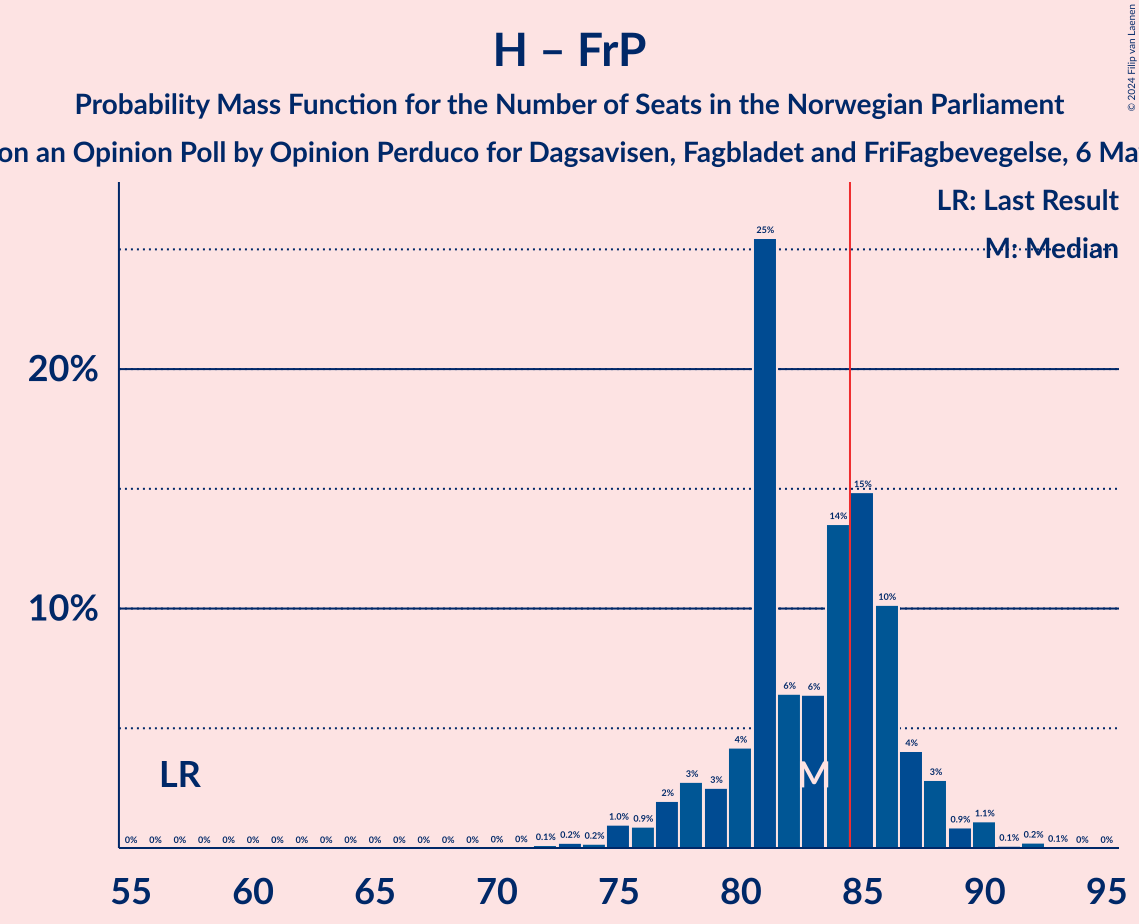 © 2024 Filip van Laenen
H – FrP
Probability Mass Function for the Number of Seats in the Norwegian Parliament
on an Opinion Poll by Opinion Perduco for Dagsavisen, Fagbladet and FriFagbevegelse, 6 Ma
LR: Last Result
M: Median
20%
10%
0% 0% 0% 0% 0% 0% 0% 0% 0% 0% 0% 0% 0% 0% 0% 0% 0% 0.1% 0.2% 0.2% 1.0% 0.9% 2% 3% 3% 4% 25% 6% 6% 14% 15% 10% 4% 3% 0.9% 1.1% 0.1% 0.2% 0.1% 0% 0%
LR
M
55 60 65 70 75 80 85 90 95